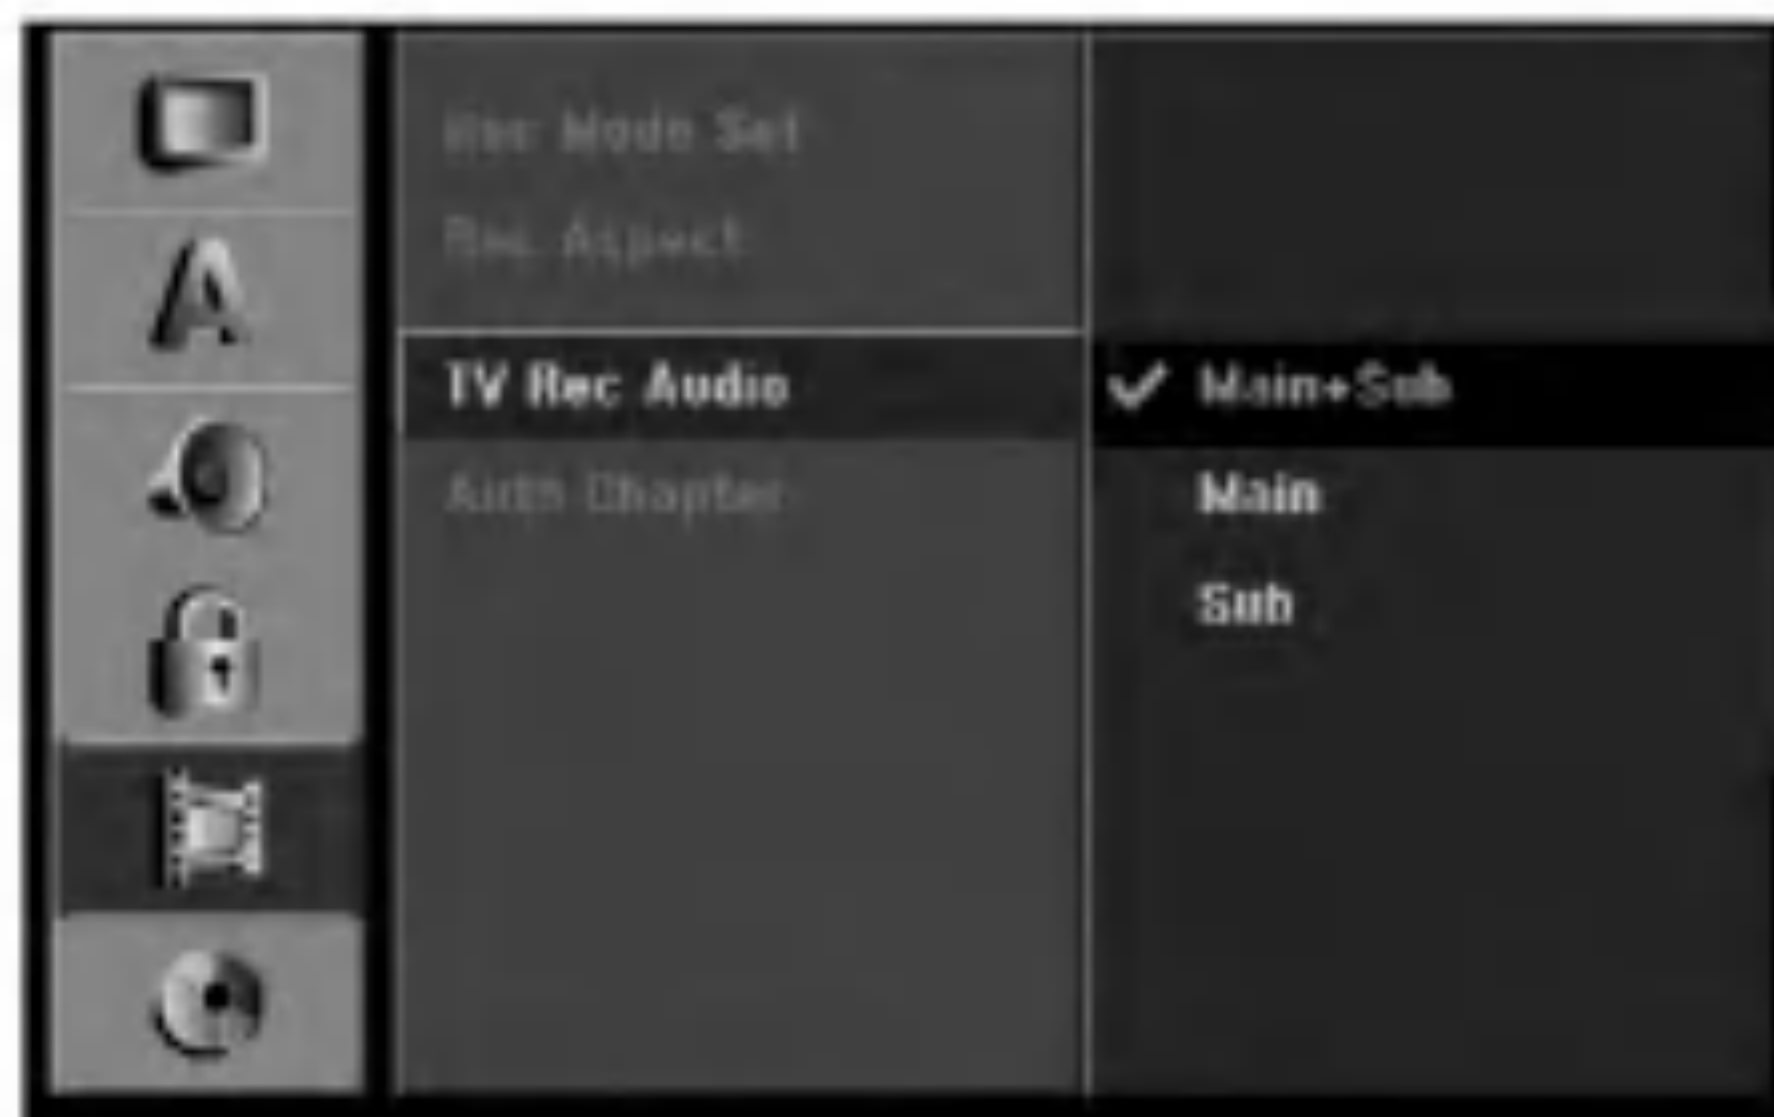 Rec Mode Set
Rec Aspect
TV Rec Audio
✓ Main+Sub
Auto Chapter
Main
Sub